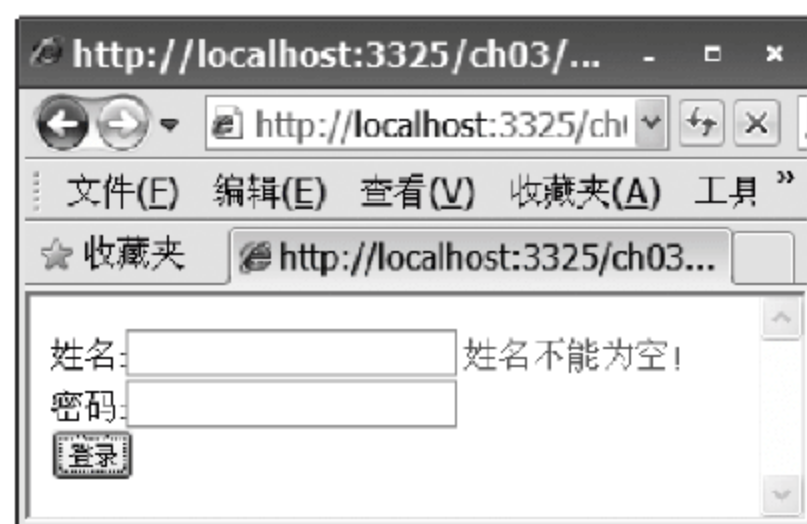 http://localhost:3325/ch03/...
http://localhost:3325/ch
文件(F) 编辑(E) 查看(V) 收藏夹(A) 工具 »
收藏夹 http://localhost:3325/ch03...
姓名: 姓名不能为空!
密码:
登录